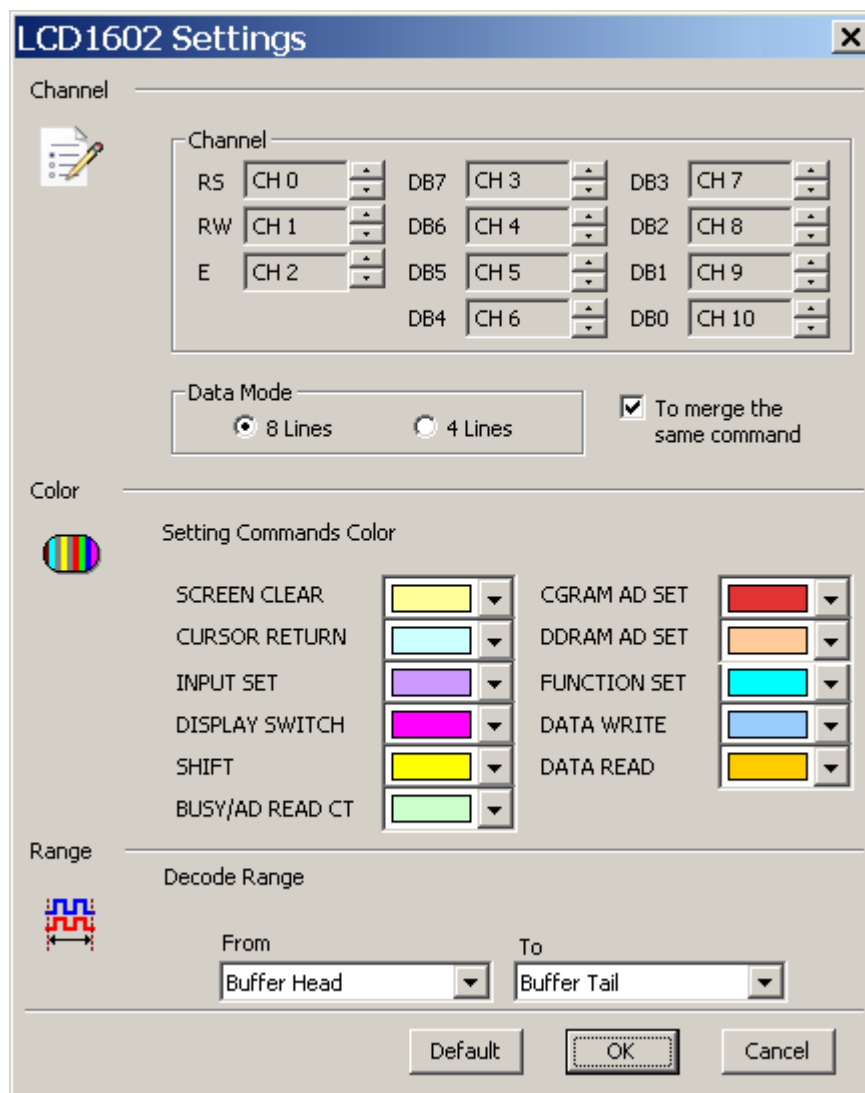 LCD1602 Settings
Channel
Channel
RS CH 0 DB7 CH 3 DB3 CH 7
RW CH 1 DB6 CH 4 DB2 CH 8
E CH 2 DB5 CH 5 DB1 CH 9
DB4 CH 6 DB0 CH 10
Data Mode
8 Lines 4 Lines
To merge the
same command
Color
Setting Commands Color
SCREEN CLEAR CGRAM AD SET
CURSOR RETURN DDRAM AD SET
INPUT SET FUNCTION SET
DISPLAY SWITCH DATA WRITE
SHIFT DATA READ
BUSY/AD READ CT
Range
Decode Range
From To
Buffer Head Buffer Tail
Default OK Cancel